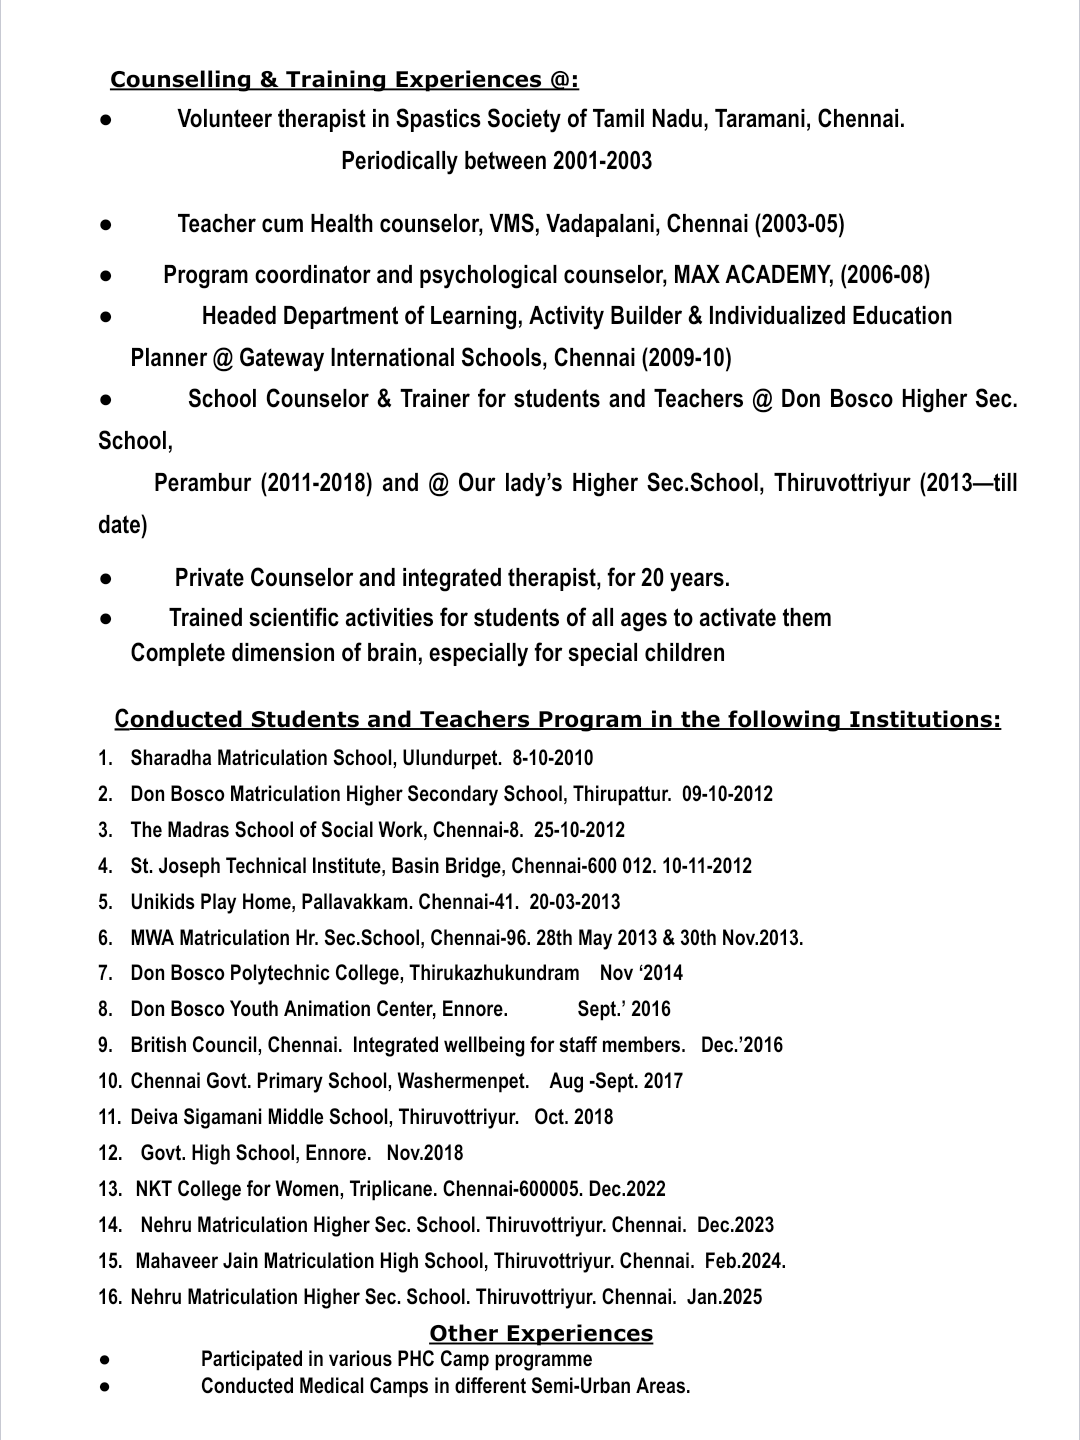 Counselling & Training Experiences @:
● Volunteer therapist in Spastics Society of Tamil Nadu, Taramani, Chennai.
Periodically between 2001-2003
● Teacher cum Health counselor, VMS, Vadapalani, Chennai (2003-05)
● Program coordinator and psychological counselor, MAX ACADEMY, (2006-08)
● Headed Department of Learning, Activity Builder & Individualized Education
Planner @ Gateway International Schools, Chennai (2009-10)
● School Counselor & Trainer for students and Teachers @ Don Bosco Higher Sec.
School,
Perambur (2011-2018) and @ Our lady’s Higher Sec.School, Thiruvottriyur (2013—till
date)
● Private Counselor and integrated therapist, for 20 years.
● Trained scientific activities for students of all ages to activate them
Complete dimension of brain, especially for special children
Conducted Students and Teachers Program in the following Institutions:
1. Sharadha Matriculation School, Ulundurpet. 8-10-2010
2. Don Bosco Matriculation Higher Secondary School, Thirupattur. 09-10-2012
3. The Madras School of Social Work, Chennai-8. 25-10-2012
4. St. Joseph Technical Institute, Basin Bridge, Chennai-600 012. 10-11-2012
5. Unikids Play Home, Pallavakkam. Chennai-41. 20-03-2013
6. MWA Matriculation Hr. Sec.School, Chennai-96. 28th May 2013 & 30th Nov.2013.
7. Don Bosco Polytechnic College, Thirukazhukundram Nov ‘2014
8. Don Bosco Youth Animation Center, Ennore. Sept.’ 2016
9. British Council, Chennai. Integrated wellbeing for staff members. Dec.’2016
10. Chennai Govt. Primary School, Washermenpet. Aug -Sept. 2017
11. Deiva Sigamani Middle School, Thiruvottriyur. Oct. 2018
12. Govt. High School, Ennore. Nov.2018
13. NKT College for Women, Triplicane. Chennai-600005. Dec.2022
14. Nehru Matriculation Higher Sec. School. Thiruvottriyur. Chennai. Dec.2023
15. Mahaveer Jain Matriculation High School, Thiruvottriyur. Chennai. Feb.2024.
16. Nehru Matriculation Higher Sec. School. Thiruvottriyur. Chennai. Jan.2025
Other Experiences
● Participated in various PHC Camp programme
● Conducted Medical Camps in different Semi-Urban Areas.